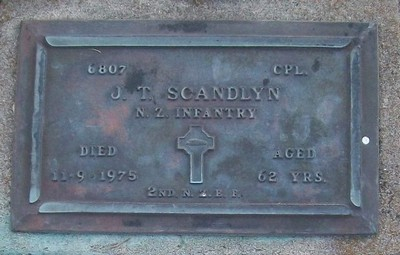 6807 CPL.
J. T. SCANDLYN
N. Z. INFANTRY
DIED AGED
11-9-1975 62 YRS.
2ND. N. Z. E. F.